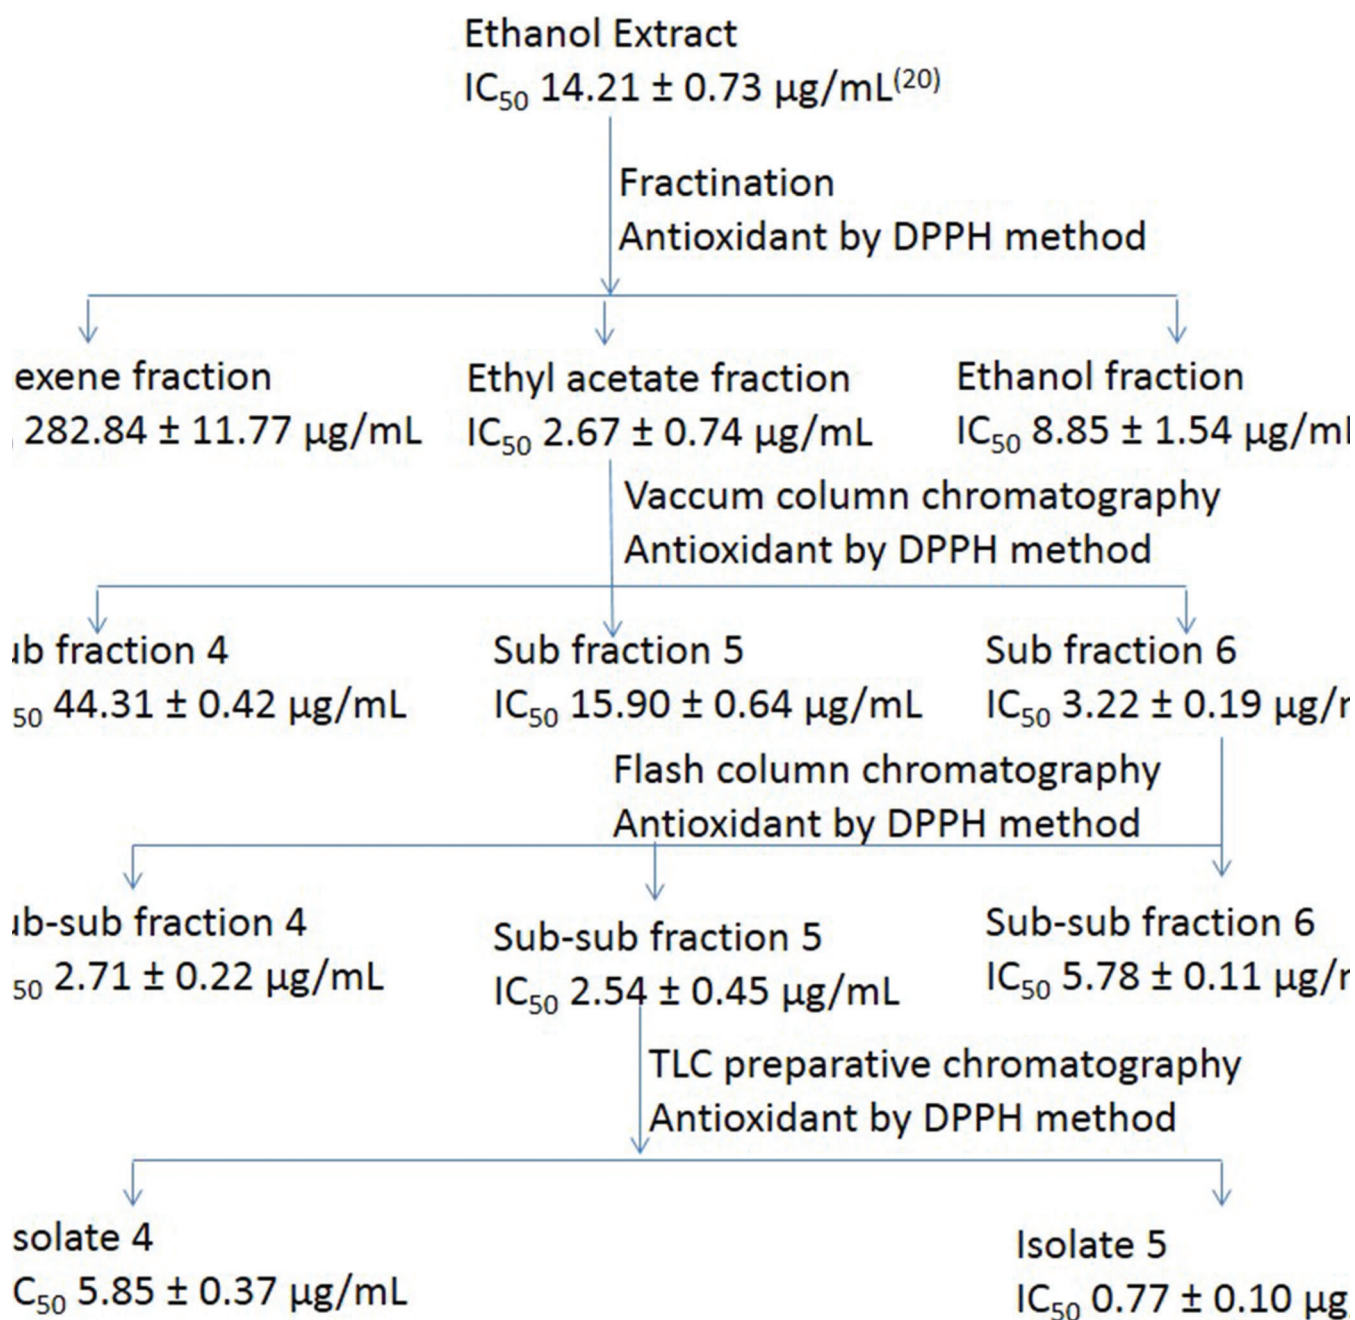 Ethanol Extract
IC50 14.21 ± 0.73 µg/mL(20)
Fractination
Antioxidant by DPPH method
exene fraction
282.84 ± 11.77 µg/mL
Ethyl acetate fraction
IC50 2.67 ± 0.74 µg/mL
Ethanol fraction
IC50 8.85 ± 1.54 µg/mL
Vaccum column chromatography
Antioxidant by DPPH method
ub fraction 4
50 44.31 ± 0.42 µg/mL
Sub fraction 5
IC50 15.90 ± 0.64 µg/mL
Sub fraction 6
IC50 3.22 ± 0.19 µg/
Flash column chromatography
Antioxidant by DPPH method
ub-sub fraction 4
50 2.71 ± 0.22 µg/mL
Sub-sub fraction 5
IC50 2.54 ± 0.45 µg/mL
Sub-sub fraction 6
IC50 5.78 ± 0.11 µg/
TLC preparative chromatography
Antioxidant by DPPH method
solate 4
C50 5.85 ± 0.37 µg/mL
Isolate 5
IC50 0.77 ± 0.10 µg